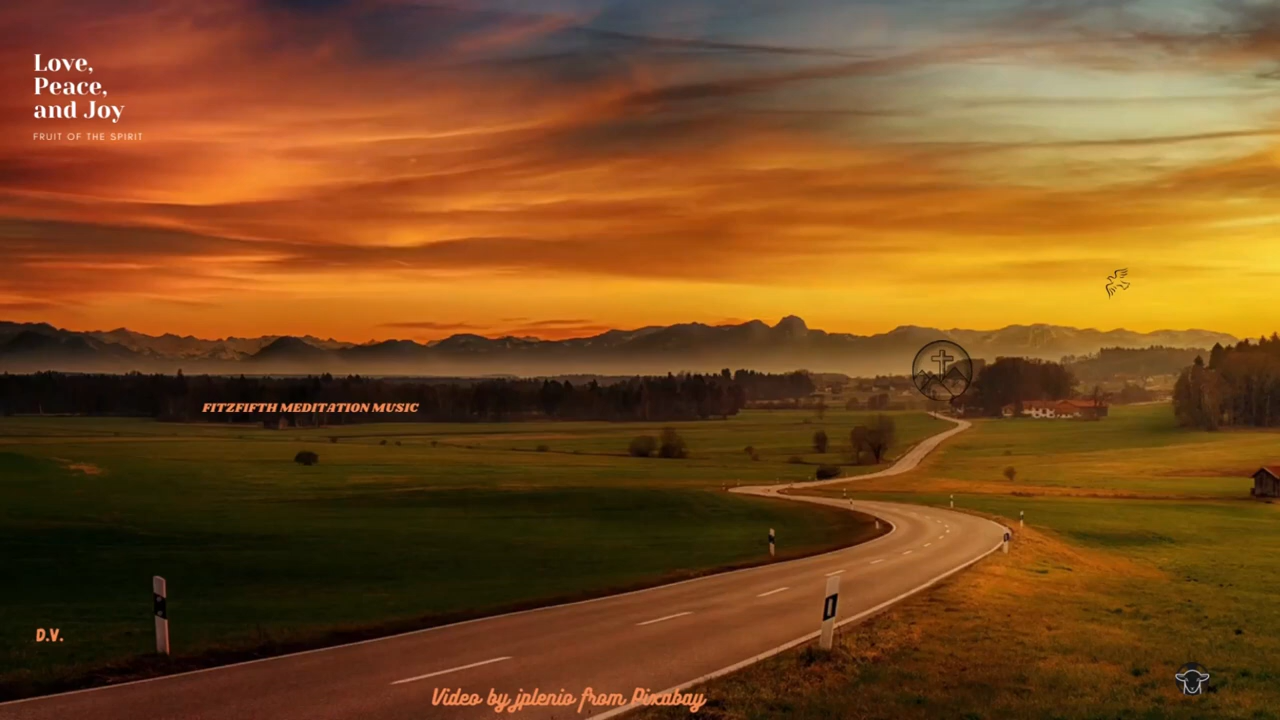 Love,
Peace,
and Joy
FRUIT OF THE SPIRIT
FITZFIFTH MEDITATION MUSIC
D.V.
Video by jplenio from Pixabay